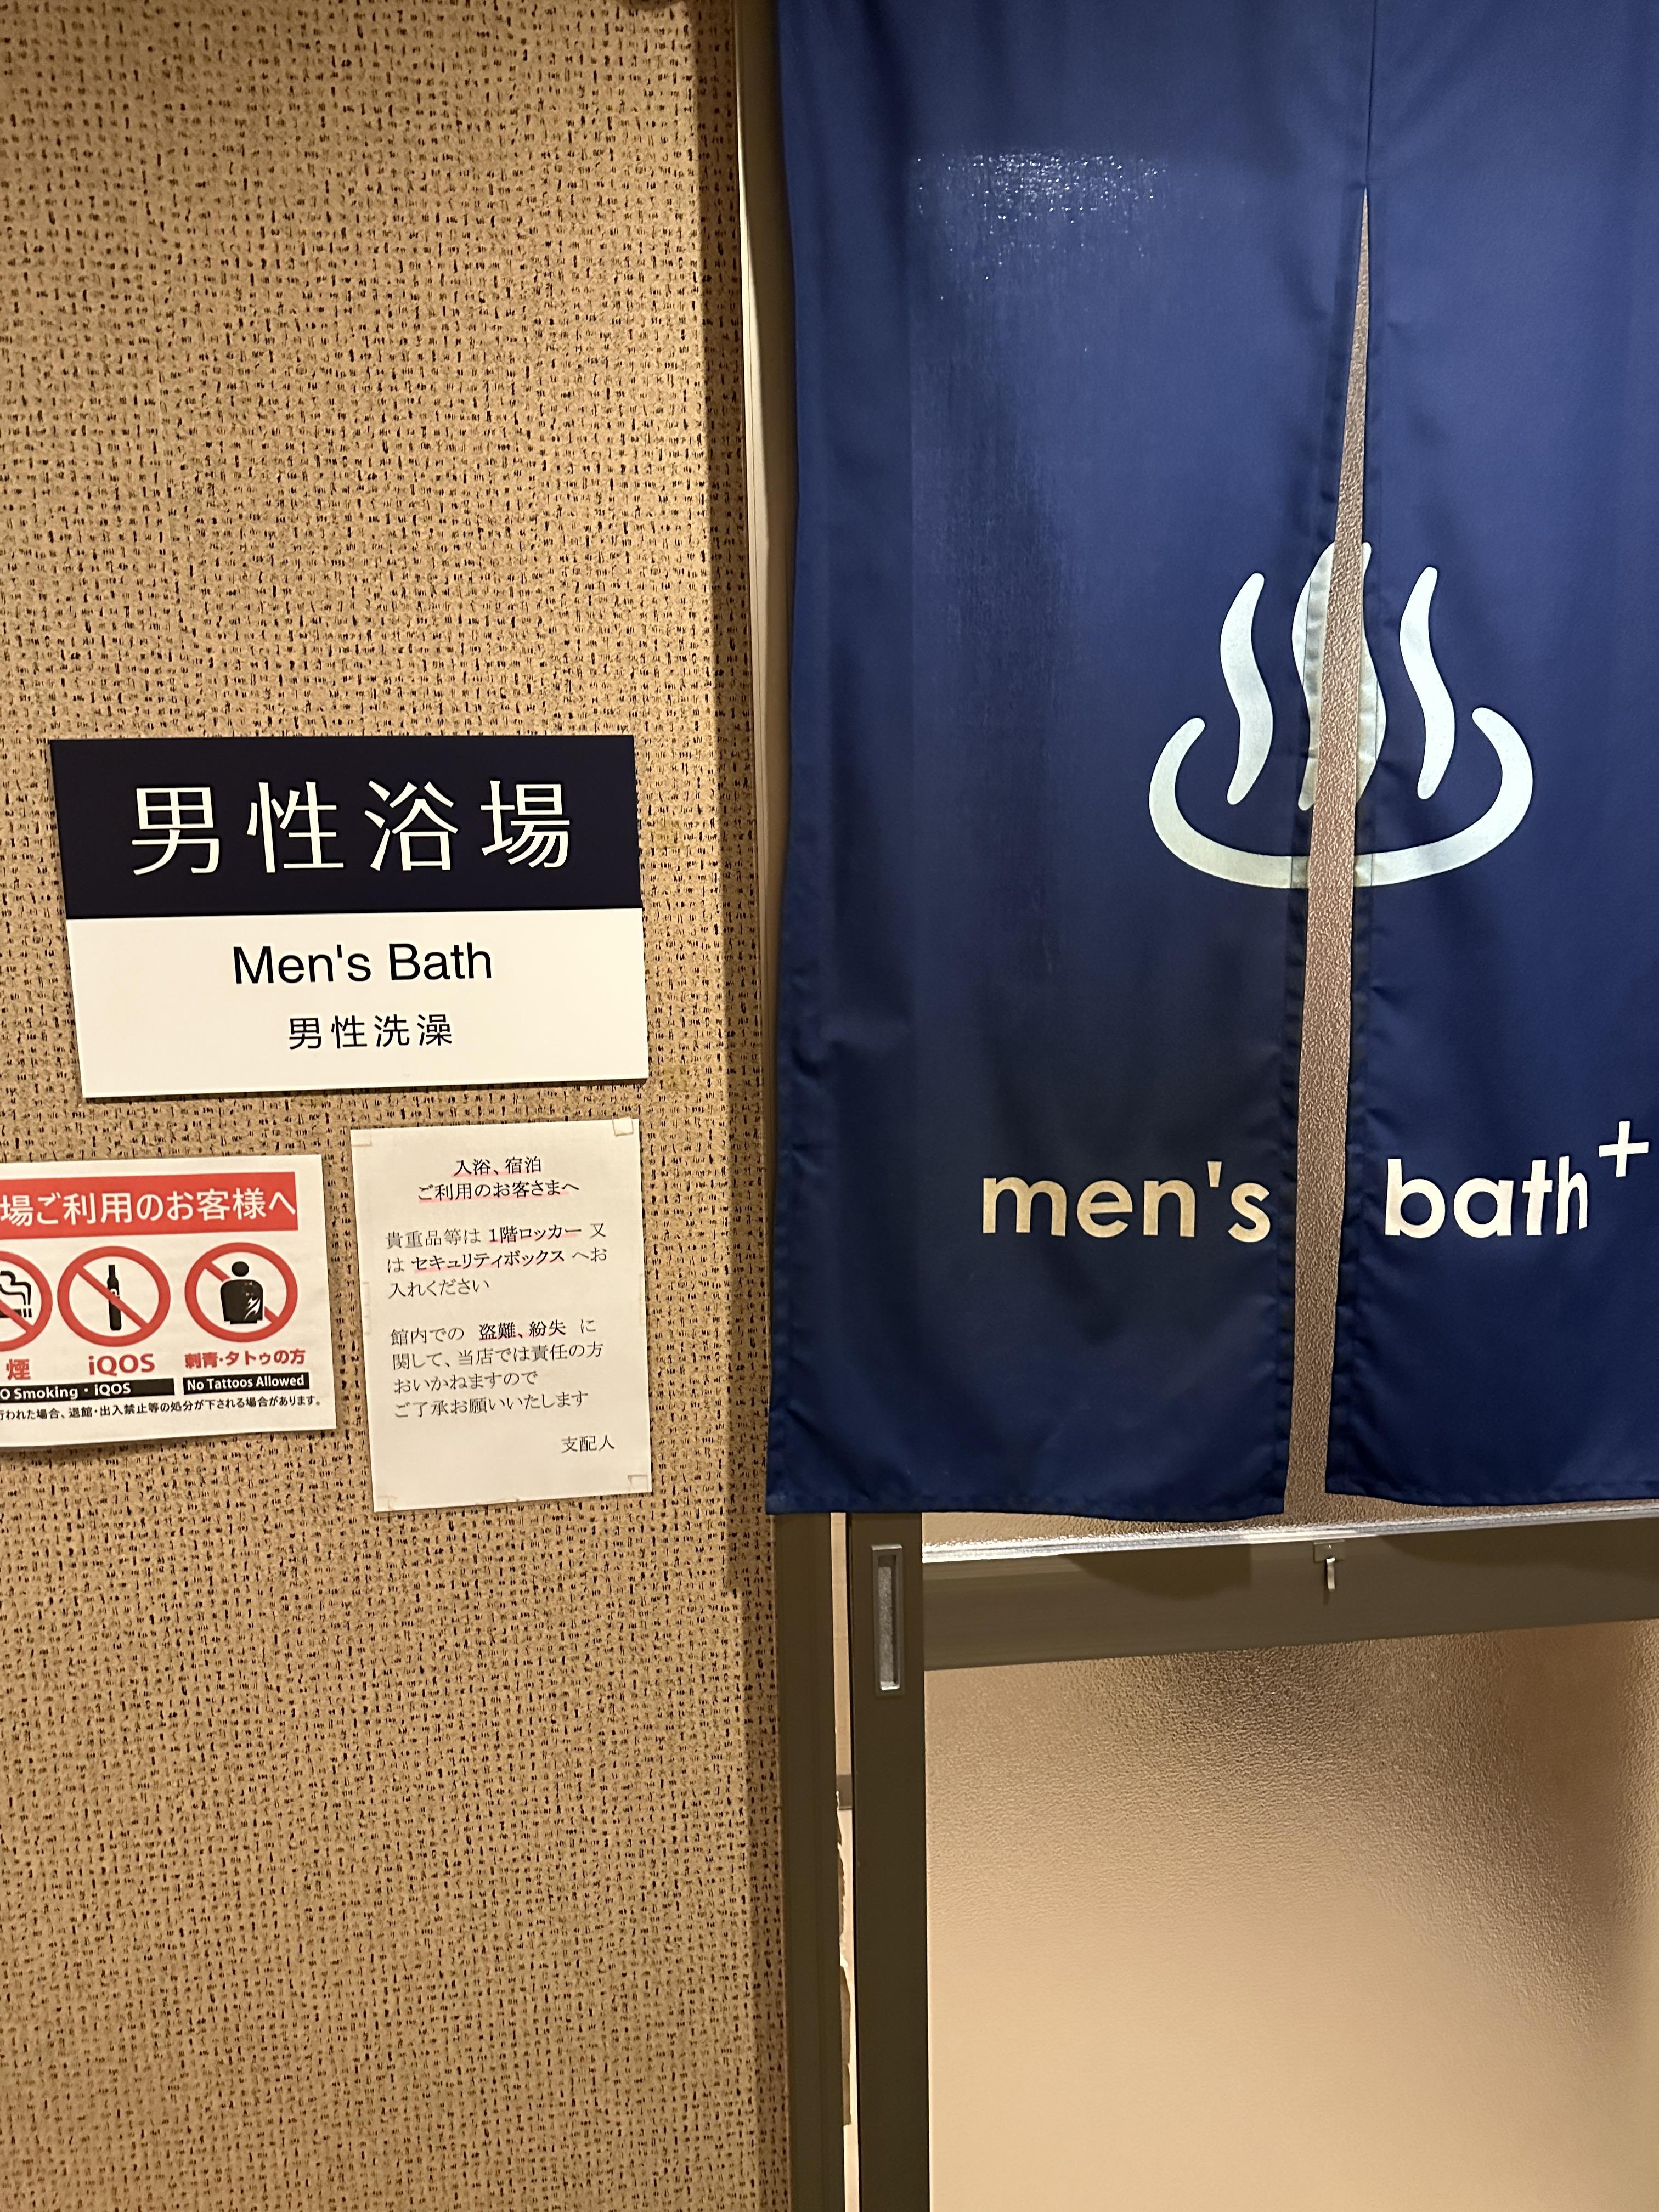 男性浴場
Men's Bath
男性洗澡
場ご利用のお客様へ
煙
iQOS
刺青・タトゥの方
O Smoking・iQOS
No Tattoos Allowed
行われた場合、退館・出入禁止等の処分が下される場合があります。
入浴、宿泊
ご利用のお客さまへ
貴重品等は 1階ロッカー 又
は セキュリティボックス へお
入れください
館内での 盗難、紛失 に
関して、当店では責任の方
おいかねますので
ご了承お願いいたします
支配人
men's bath+